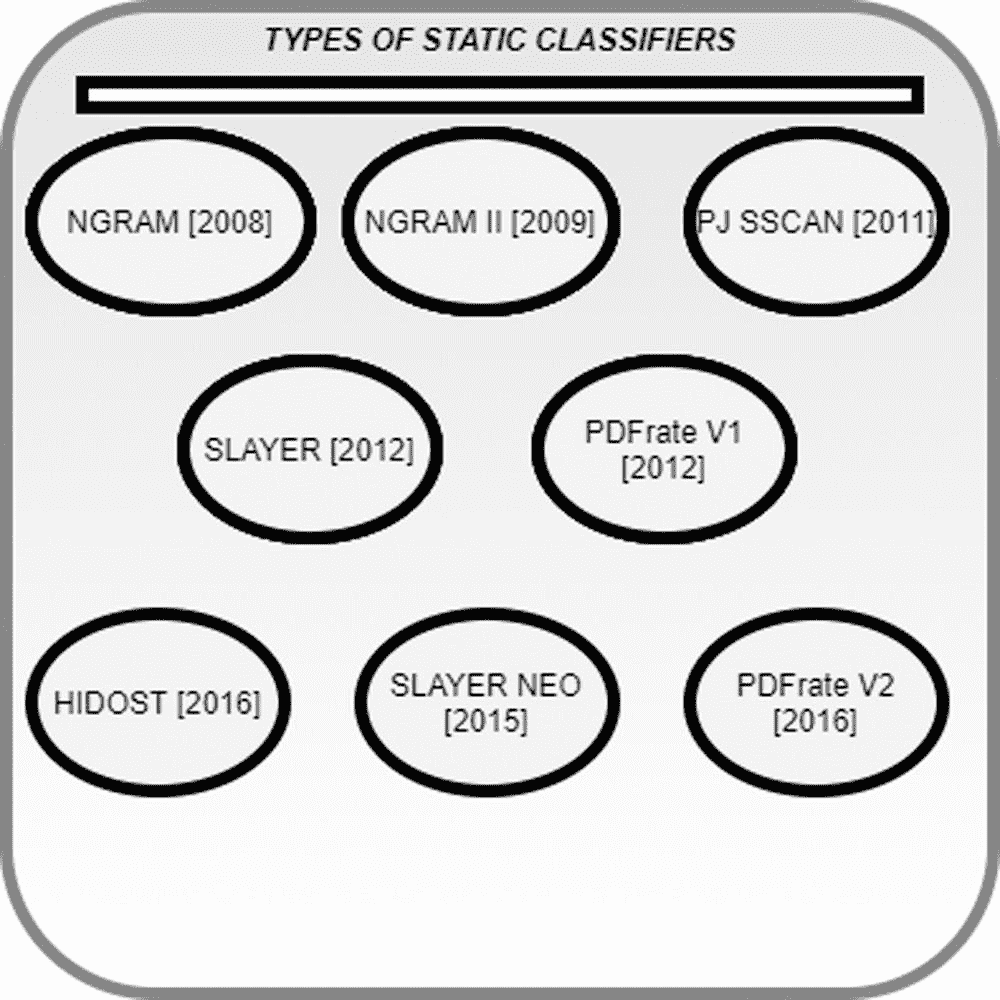 TYPES OF STATIC CLASSIFIERS
NGRAM [2008]
NGRAM II [2009]
PJ SSCAN [2011]
SLAYER [2012]
PDFrate V1
[2012]
HIDOST [2016]
SLAYER NEO
[2015]
PDFrate V2
[2016]